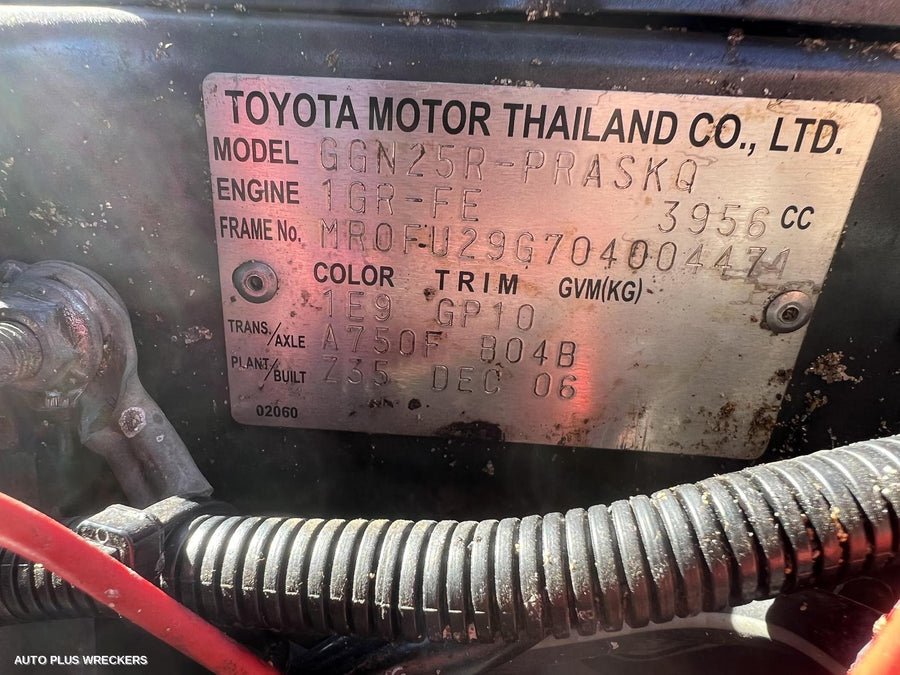 TOYOTA MOTOR THAILAND CO., LTD.
MODEL GGN25R-PRASKQ
ENGINE 1GR-FE 3956 CC
FRAME No. MR0FU29G704004471
COLOR TRIM GVM(KG)
1E9 GP10
TRANS./AXLE A750F B04B
PLANT/BUILT Z35 DEC 06
02060
AUTO PLUS WRECKERS